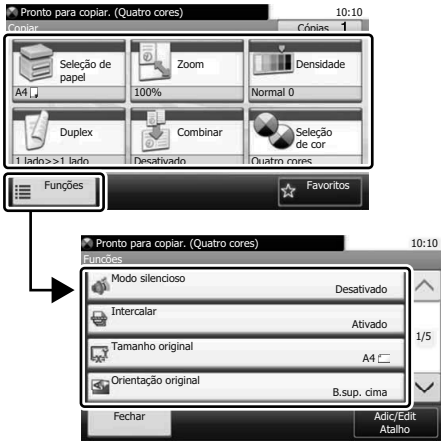 Pronto para copiar. (Quatro cores)
10:10
Copiar
Cópias 1
Seleção de
papel
A4
Zoom
100%
Densidade
Normal 0
Duplex
1 lado>>1 lado
Combinar
Desativado
Seleção
de cor
Quatro cores
Funções
Favoritos
Pronto para copiar. (Quatro cores)
10:10
Funções
Modo silencioso
Desativado
Intercalar
Ativado
Tamanho original
A4
Orientação original
B.sup. cima
1/5
Fechar
Adic/Edit
Atalho